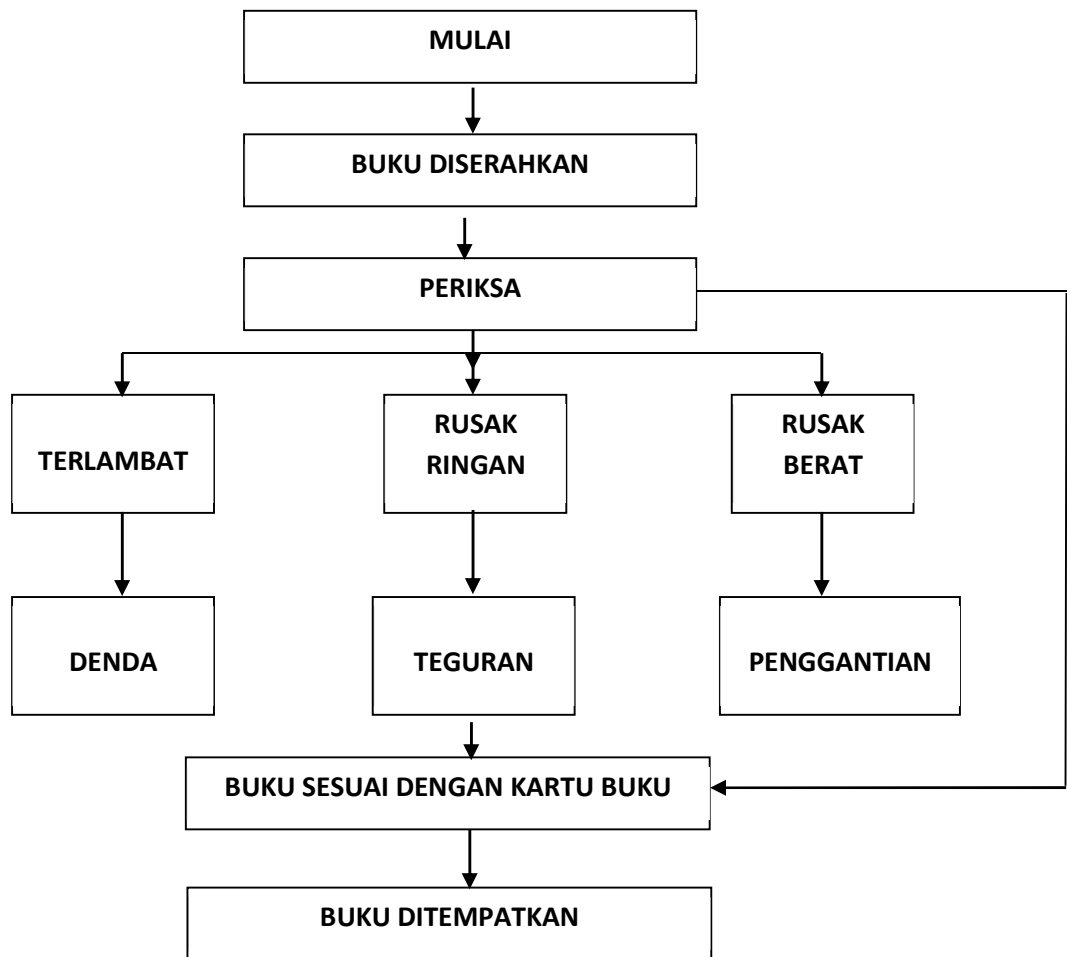 MULAI
BUKU DISERAHKAN
PERIKSA
TERLAMBAT
RUSAK
RINGAN
RUSAK
BERAT
DENDA
TEGURAN
PENGGANTIAN
BUKU SESUAI DENGAN KARTU BUKU
BUKU DITEMPATKAN